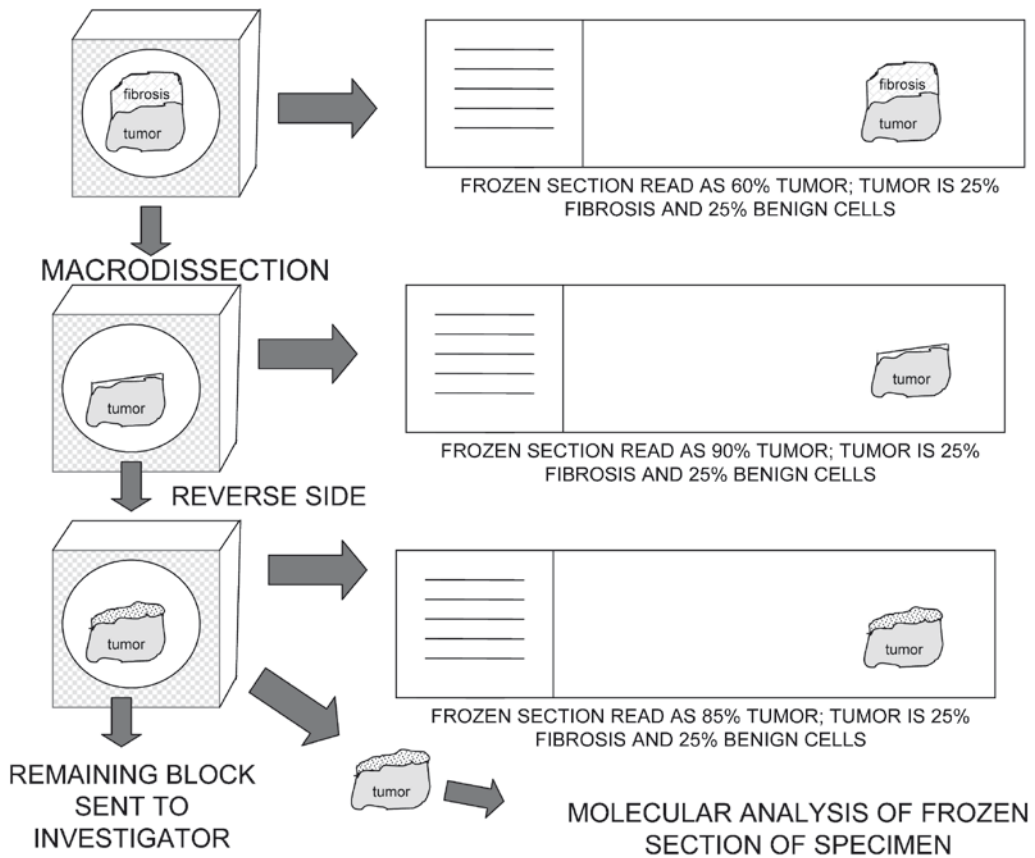 fibrosis
tumor
fibrosis
tumor
FROZEN SECTION READ AS 60% TUMOR; TUMOR IS 25%
FIBROSIS AND 25% BENIGN CELLS
MACRODISSECTION
tumor
tumor
FROZEN SECTION READ AS 90% TUMOR; TUMOR IS 25%
FIBROSIS AND 25% BENIGN CELLS
REVERSE SIDE
tumor
tumor
FROZEN SECTION READ AS 85% TUMOR; TUMOR IS 25%
FIBROSIS AND 25% BENIGN CELLS
REMAINING BLOCK
SENT TO
INVESTIGATOR
tumor
MOLECULAR ANALYSIS OF FROZEN
SECTION OF SPECIMEN